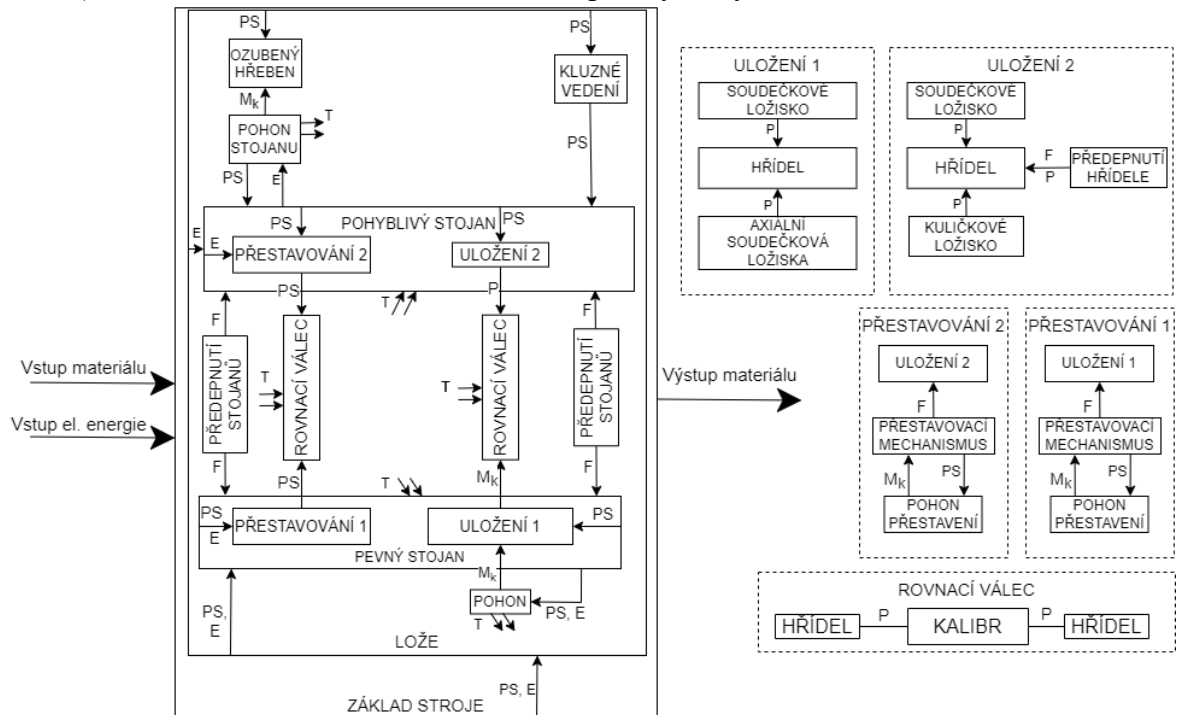 PS
OZUBENÝ
HŘEBEN
Mk
T
POHON
STOJANU
PS
E
PS
KLUZNÉ
VEDENÍ
PS
PS
POHYBLIVÝ STOJAN
PS
E
E
PŘESTAVOVÁNÍ 2
ULOŽENÍ 2
PS
T
P
F
F
PŘEDEPNUTÍ
STOJANŮ
T
ROVNACÍ VÁLEC
T
ROVNACÍ VÁLEC
PŘEDEPNUTÍ
STOJANŮ
F
PS
T
Mk
F
PS
E
PŘESTAVOVÁNÍ 1
ULOŽENÍ 1
PS
PEVNÝ STOJAN
Mk
PS,
E
POHON
PS, E
T
LOŽE
PS, E
ZÁKLAD STROJE
Vstup materiálu
Vstup el. energie
Výstup materiálu
ULOŽENÍ 1
SOUDEČKOVÉ
LOŽISKO
P
HŘÍDEL
P
AXIÁLNÍ
SOUDEČKOVÁ
LOŽISKA
ULOŽENÍ 2
SOUDEČKOVÉ
LOŽISKO
P
HŘÍDEL
F
P
PŘEDEPNUTÍ
HŘÍDELE
P
KULIČKOVÉ
LOŽISKO
PŘESTAVOVÁNÍ 2
ULOŽENÍ 2
F
PŘESTAVOVACÍ
MECHANISMUS
Mk
PS
POHON
PŘESTAVENÍ
PŘESTAVOVÁNÍ 1
ULOŽENÍ 1
F
PŘESTAVOVACÍ
MECHANISMUS
Mk
PS
POHON
PŘESTAVENÍ
ROVNACÍ VÁLEC
HŘÍDEL
P
KALIBR
P
HŘÍDEL